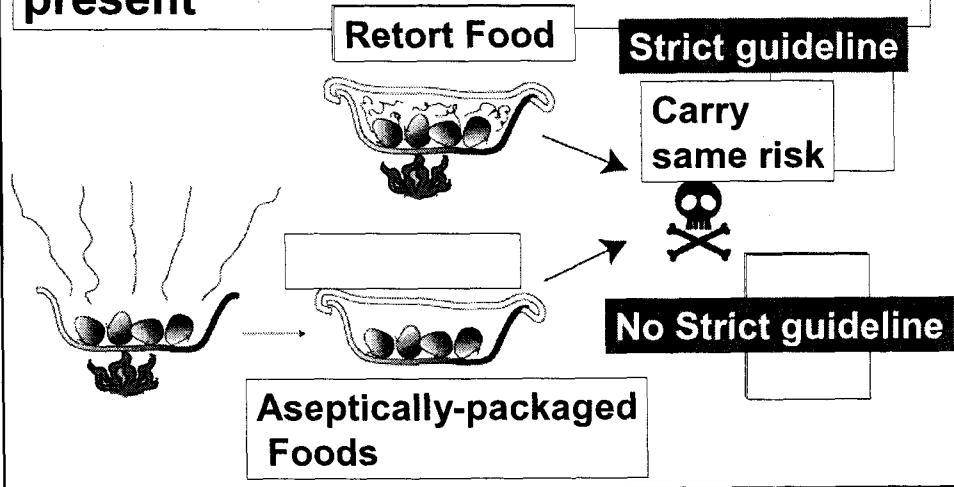 present
Retort Food
Strict guideline
Carry
same risk
No Strict guideline
Aseptically-packaged
Foods